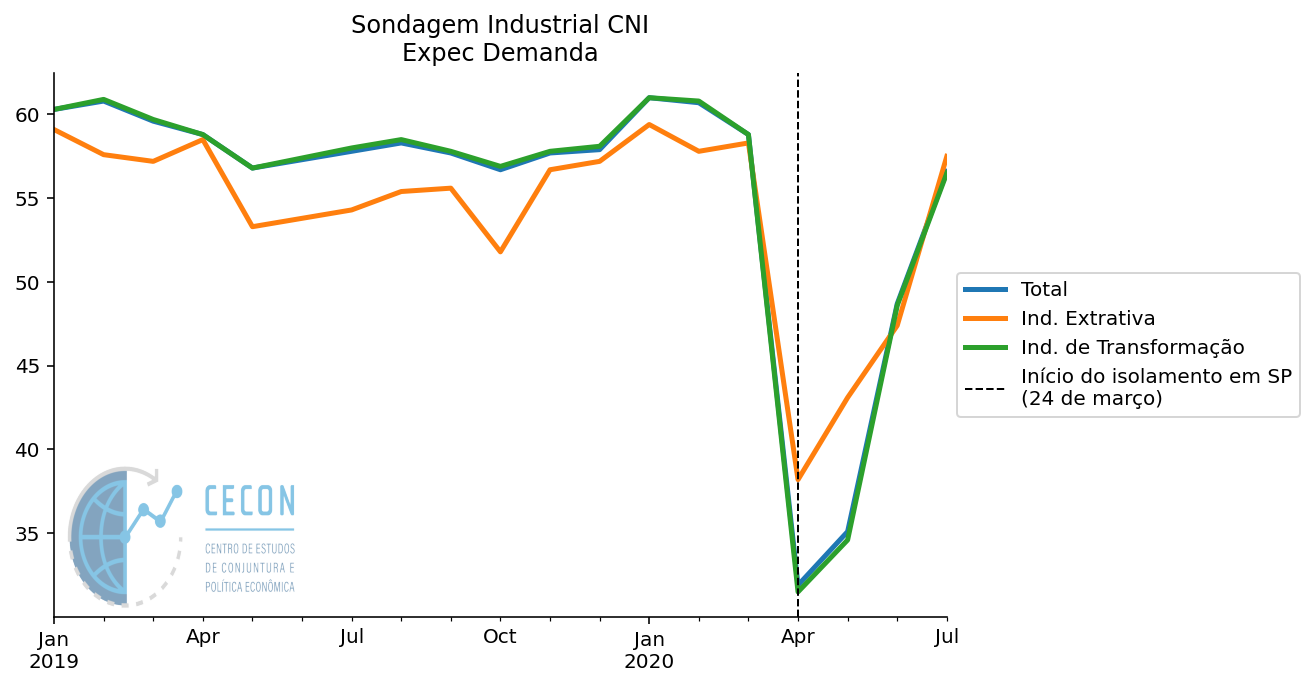 Sondagem Industrial CNI
Expec Demanda
60
55
50
45
40
35
Jan
2019
Apr
Jul
Oct
Jan
2020
Apr
Jul
Total
Ind. Extrativa
Ind. de Transformação
Início do isolamento em SP
(24 de março)
CECON
CENTRO DE ESTUDOS
DE CONJUNTURA E
POLÍTICA ECONÔMICA